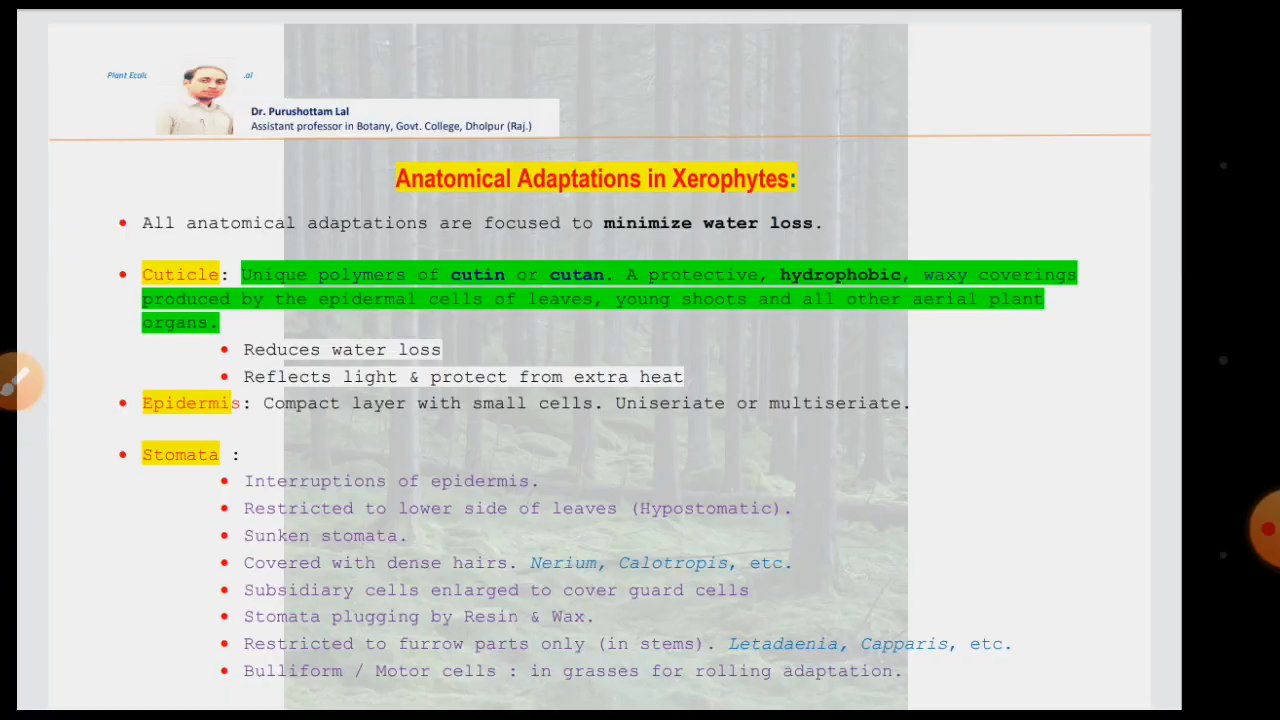 Plant Ecol
al
Dr. Purushottam Lal
Assistant professor in Botany, Govt. College, Dholpur (Raj.)
Anatomical Adaptations in Xerophytes:
• All anatomical adaptations are focused to minimize water loss.
• Cuticle: Unique polymers of cutin or cutan. A protective, hydrophobic, waxy coverings
produced by the epidermal cells of leaves, young shoots and all other aerial plant
organs.
• Reduces water loss
• Reflects light & protect from extra heat
• Epidermis: Compact layer with small cells. Uniseriate or multiseriate.
• Stomata :
• Interruptions of epidermis.
• Restricted to lower side of leaves (Hypostomatic).
• Sunken stomata.
• Covered with dense hairs. Nerium, Calotropis, etc.
• Subsidiary cells enlarged to cover guard cells
• Stomata plugging by Resin & Wax.
• Restricted to furrow parts only (in stems). Letadaenia, Capparis, etc.
• Bulliform / Motor cells : in grasses for rolling adaptation.